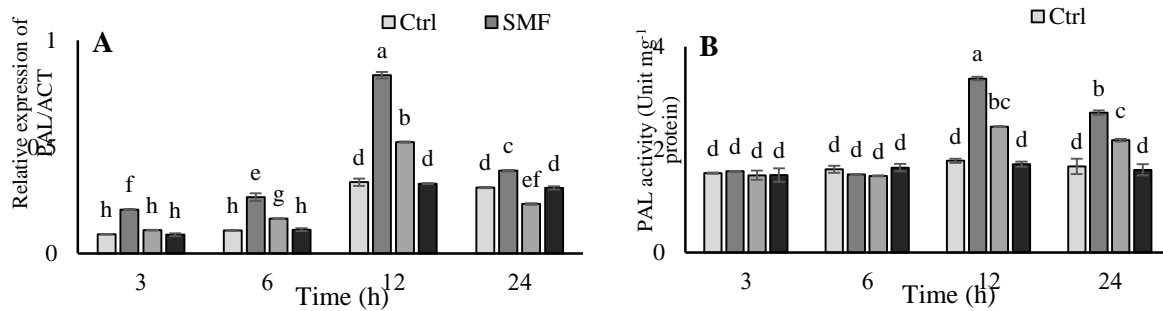 A
Ctrl
SMF
Relative expression of
PAL/ACT
1
0.5
0
h f h h
h e g h
d a b d
d c ef d
3 6 12 24
Time (h)
B
Ctrl
PAL activity (Unit mg-1
protein)
4
2
0
d d d d
d d d d
d a bc d
d b c d
3 6 12 24
Time (h)